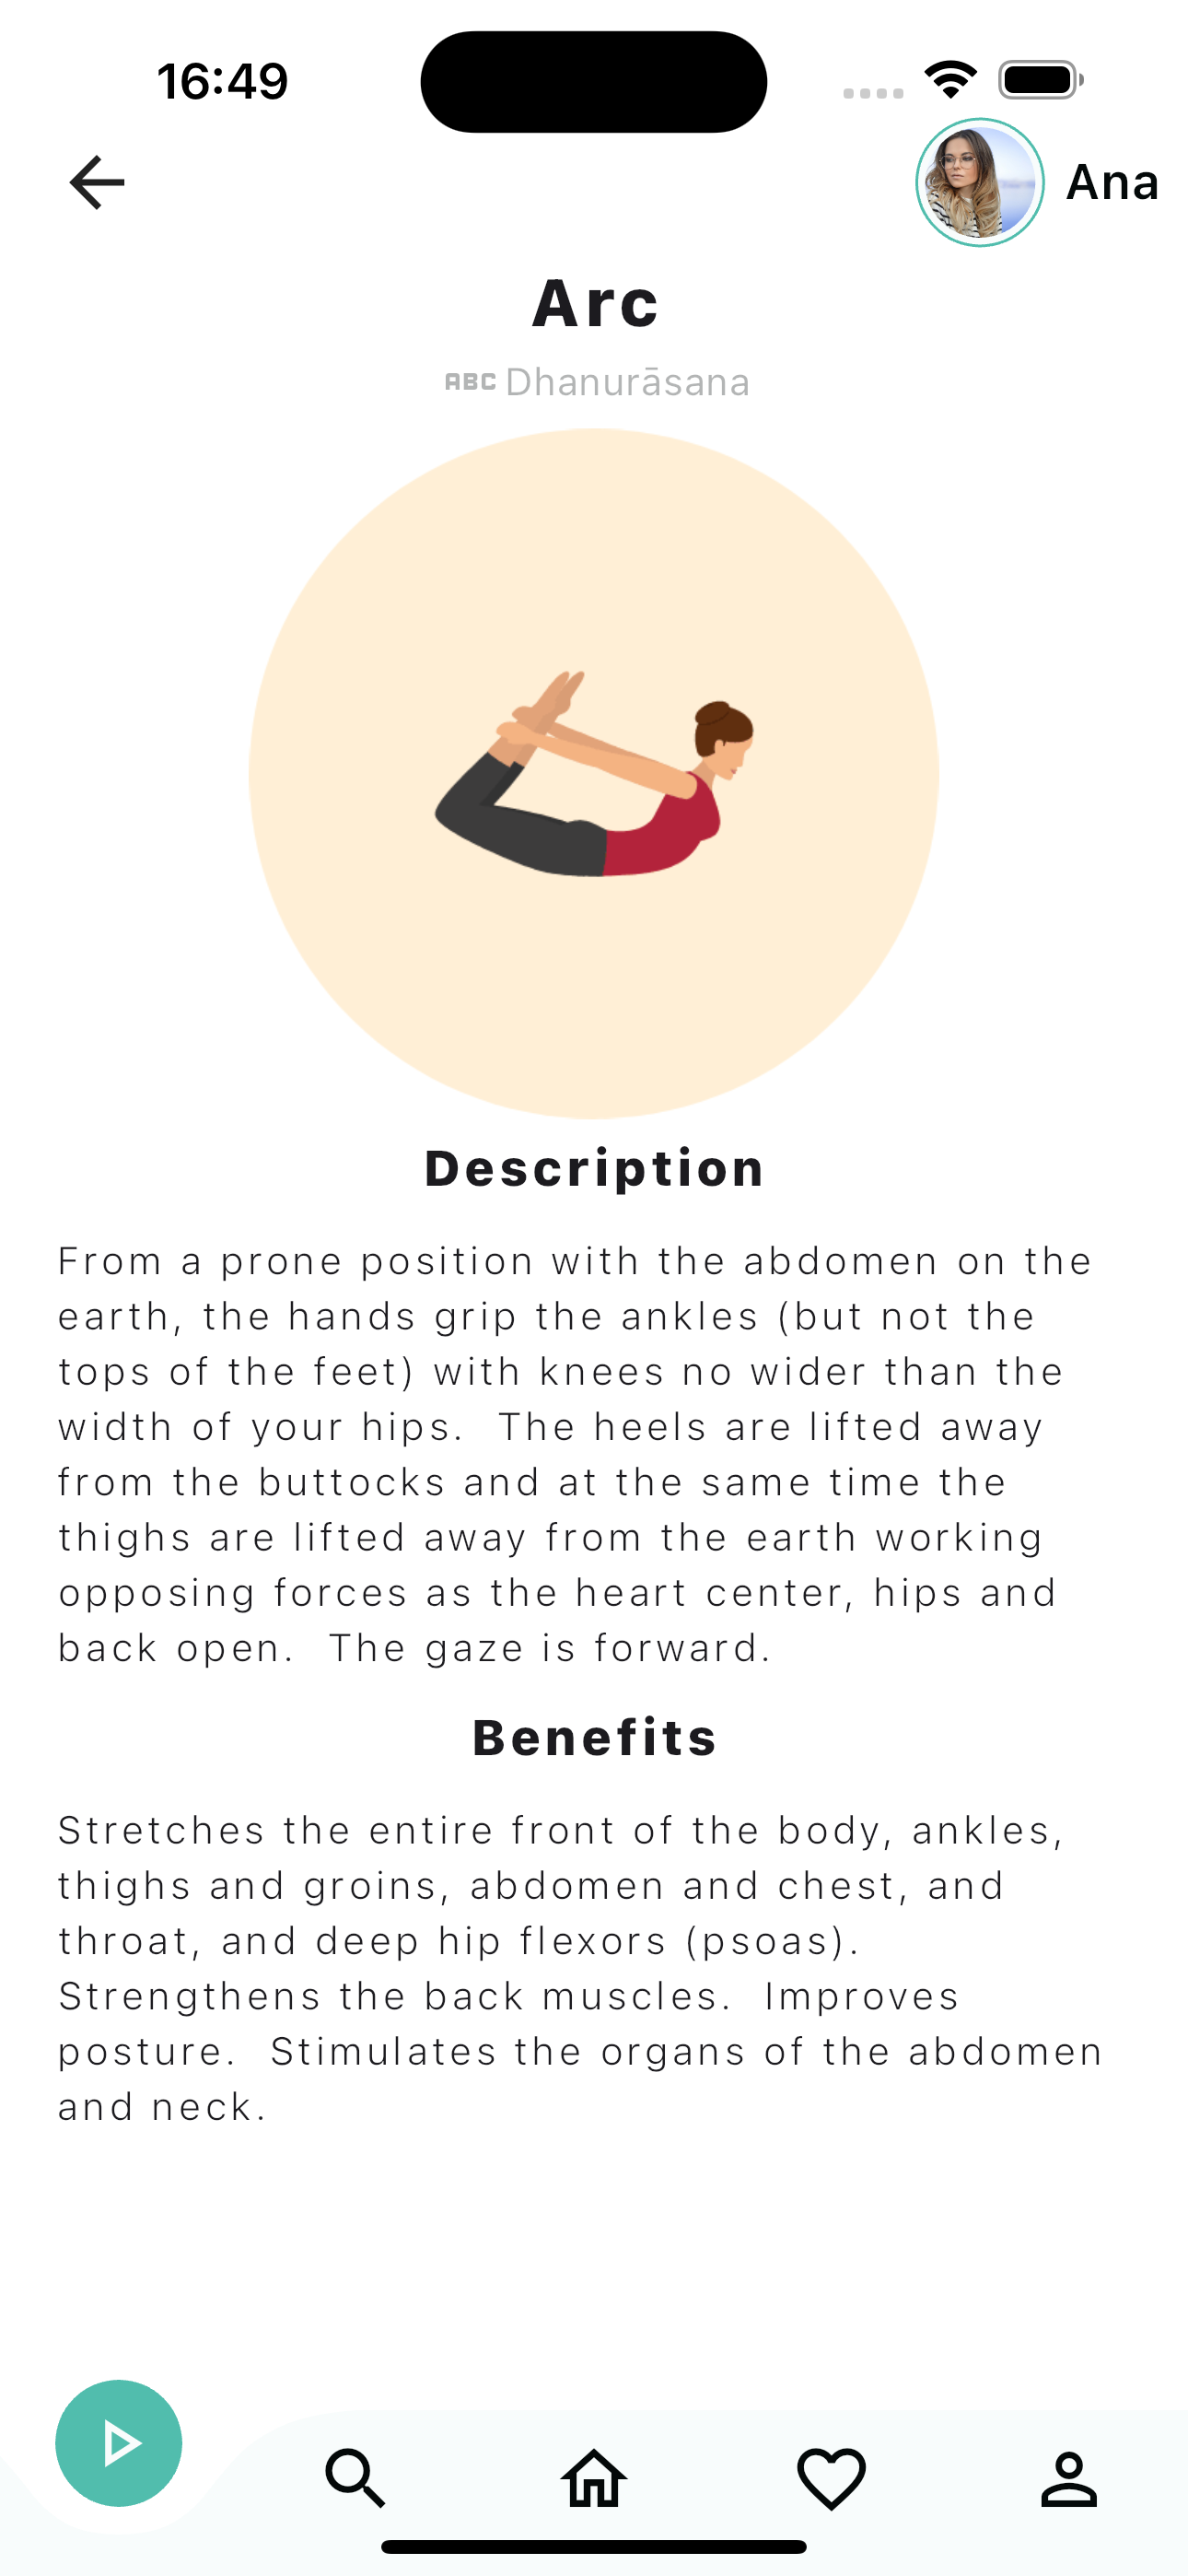 16:49
Ana
Arc
ABC Dhanurāsana
Description
From a prone position with the abdomen on the
earth, the hands grip the ankles (but not the
tops of the feet) with knees no wider than the
width of your hips.  The heels are lifted away
from the buttocks and at the same time the
thighs are lifted away from the earth working
opposing forces as the heart center, hips and
back open.  The gaze is forward.
Benefits
Stretches the entire front of the body, ankles,
thighs and groins, abdomen and chest, and
throat, and deep hip flexors (psoas).
Strengthens the back muscles.  Improves
posture.  Stimulates the organs of the abdomen
and neck.